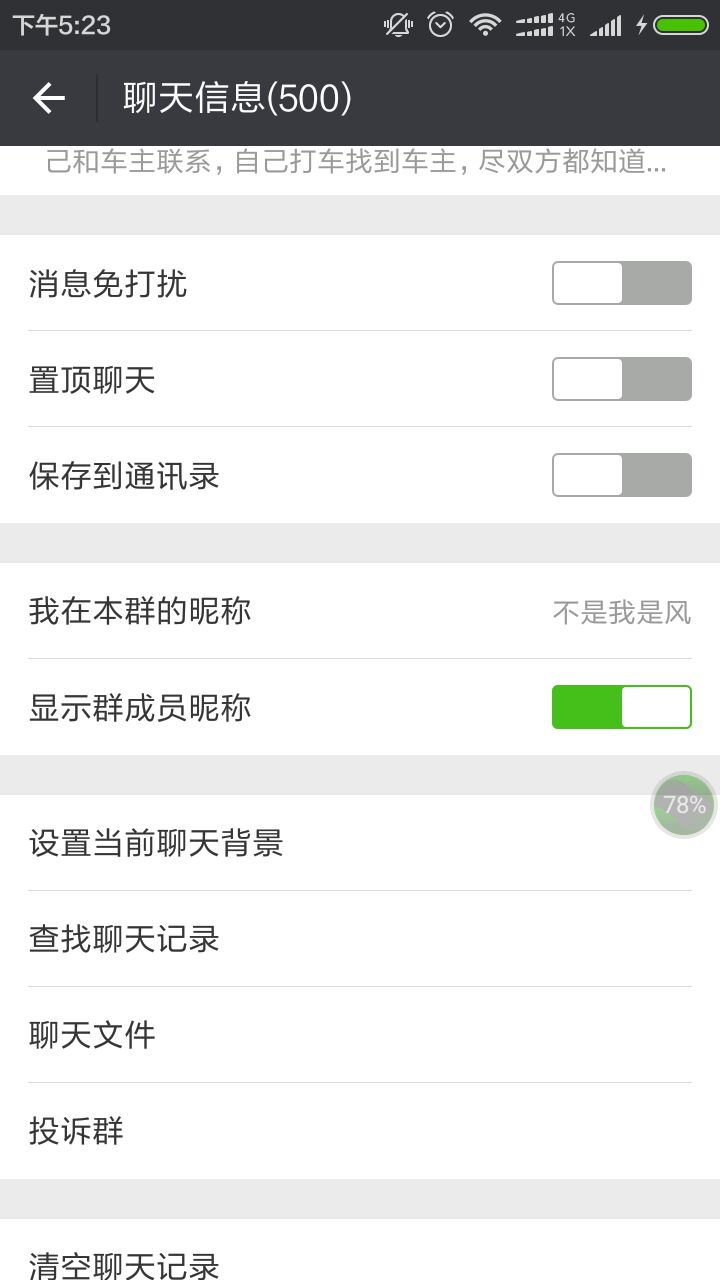 下午5:23
4G
1X
聊天信息(500)
己和车主联系，自己打车找到车主，尽双方都知道...
消息免打扰
置顶聊天
保存到通讯录
我在本群的昵称
不是我是风
显示群成员昵称
78%
设置当前聊天背景
查找聊天记录
聊天文件
投诉群
清空聊天记录